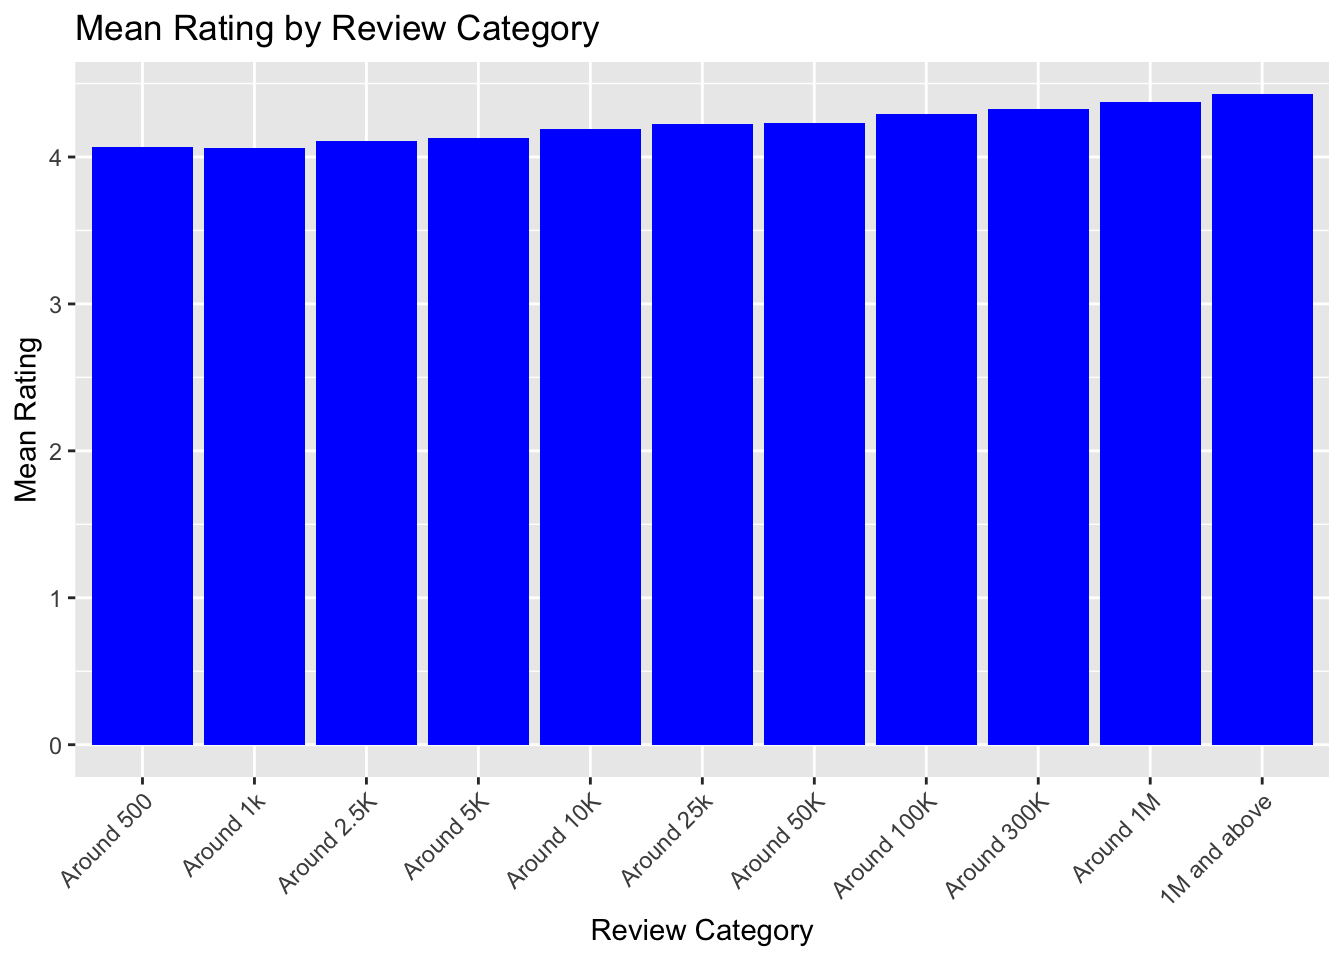 Mean Rating by Review Category
Mean Rating
4
3
2
1
0
Around 500
Around 1k
Around 2.5K
Around 5K
Around 10K
Around 25k
Around 50K
Around 100K
Around 300K
Around 1M
1M and above
Review Category